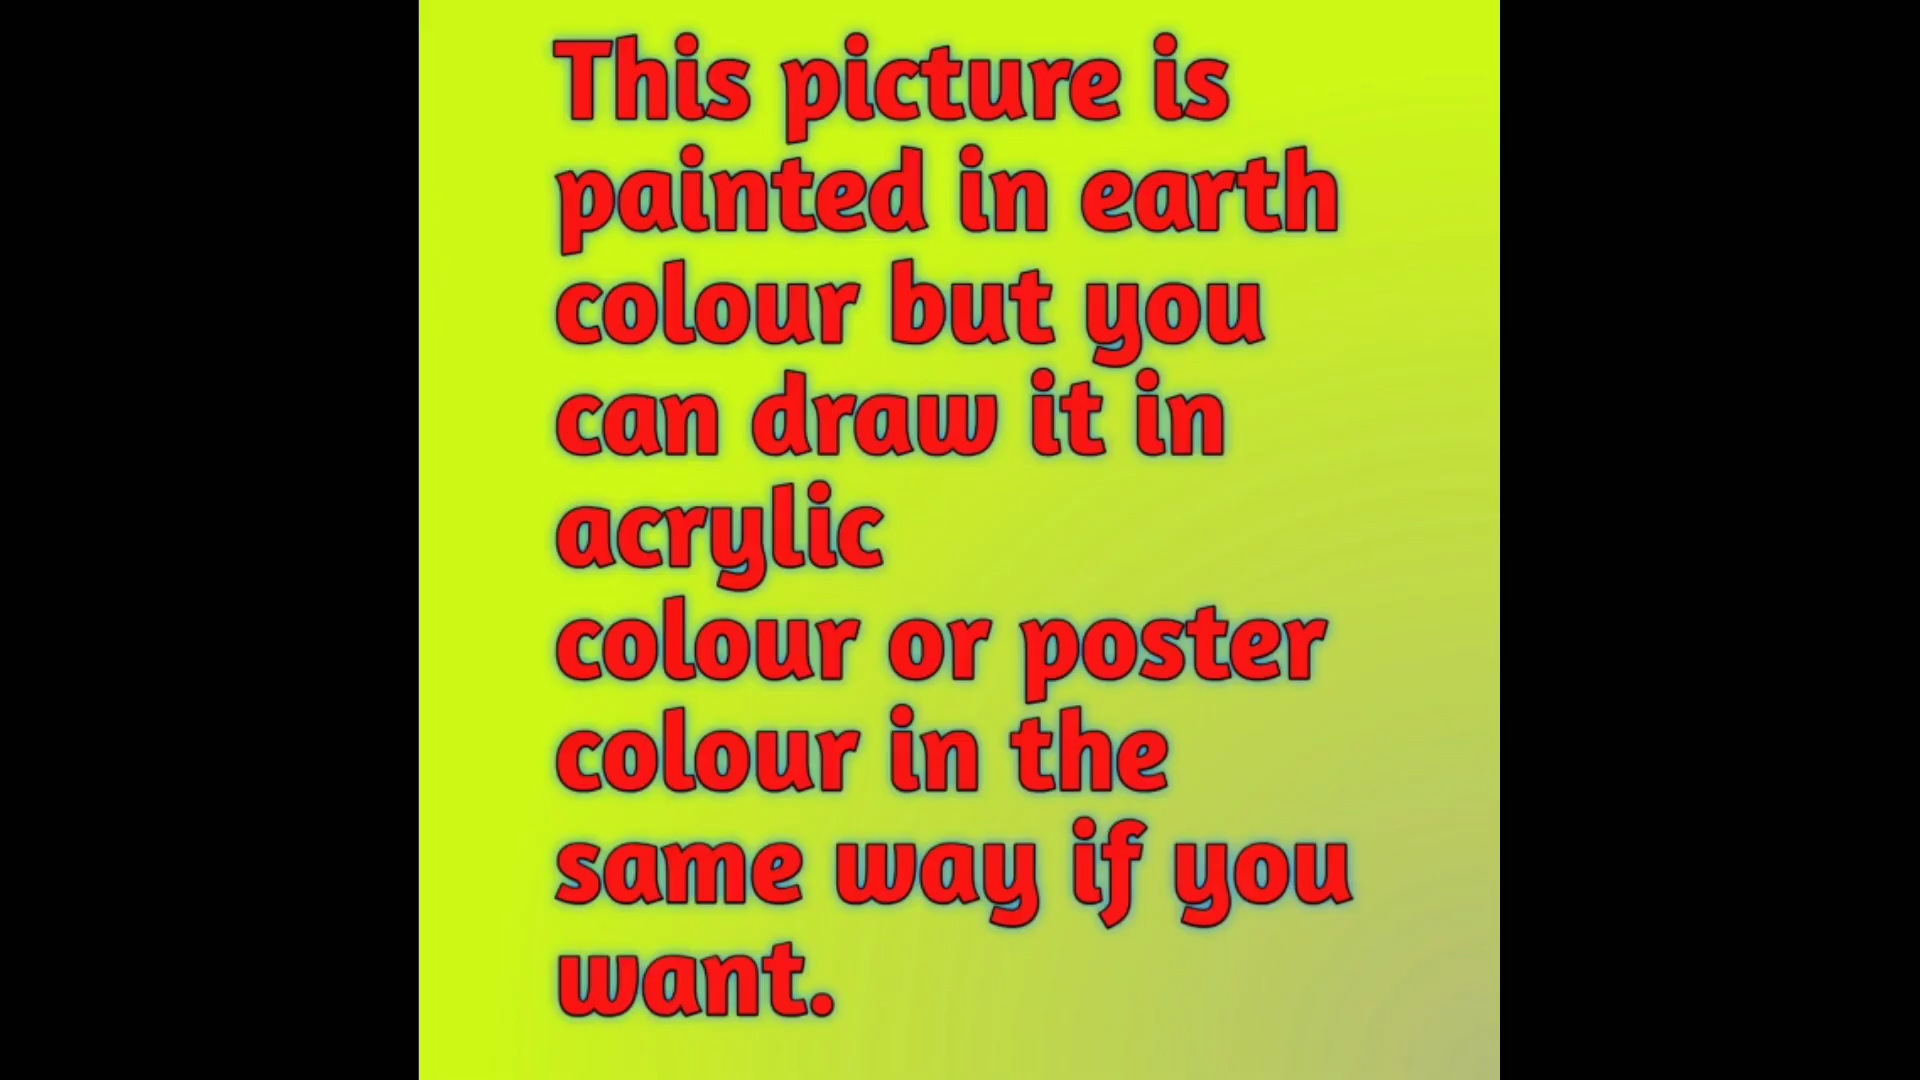 This picture is
painted in earth
colour but you
can draw it in
acrylic
colour or poster
colour in the
same way if you
want.